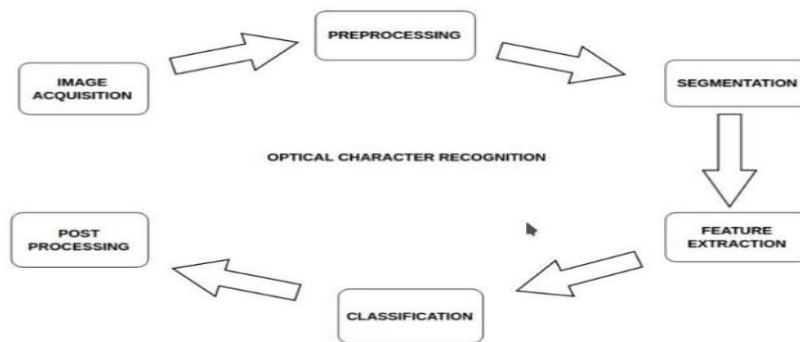 PREPROCESSING
IMAGE
ACQUISITION
SEGMENTATION
OPTICAL CHARACTER RECOGNITION
POST
PROCESSING
FEATURE
EXTRACTION
CLASSIFICATION